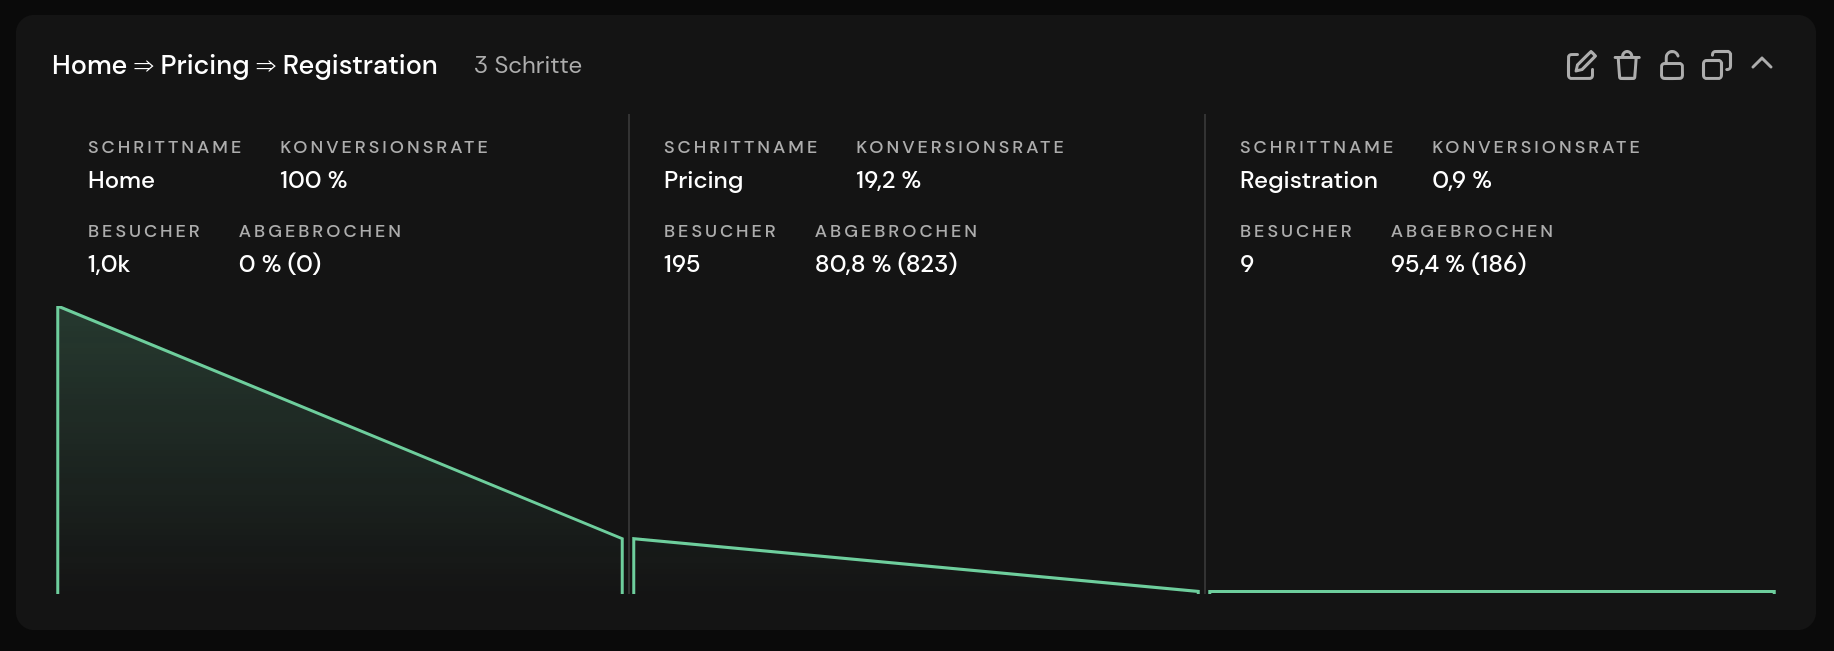 Home ⇒ Pricing ⇒ Registration 3 Schritte
SCHRITTNAME KONVERSIONSRATE
Home 100 %
BESUCHER ABGEBROCHEN
1,0k 0 % (0)
SCHRITTNAME KONVERSIONSRATE
Pricing 19,2 %
BESUCHER ABGEBROCHEN
195 80,8 % (823)
SCHRITTNAME KONVERSIONSRATE
Registration 0,9 %
BESUCHER ABGEBROCHEN
9 95,4 % (186)